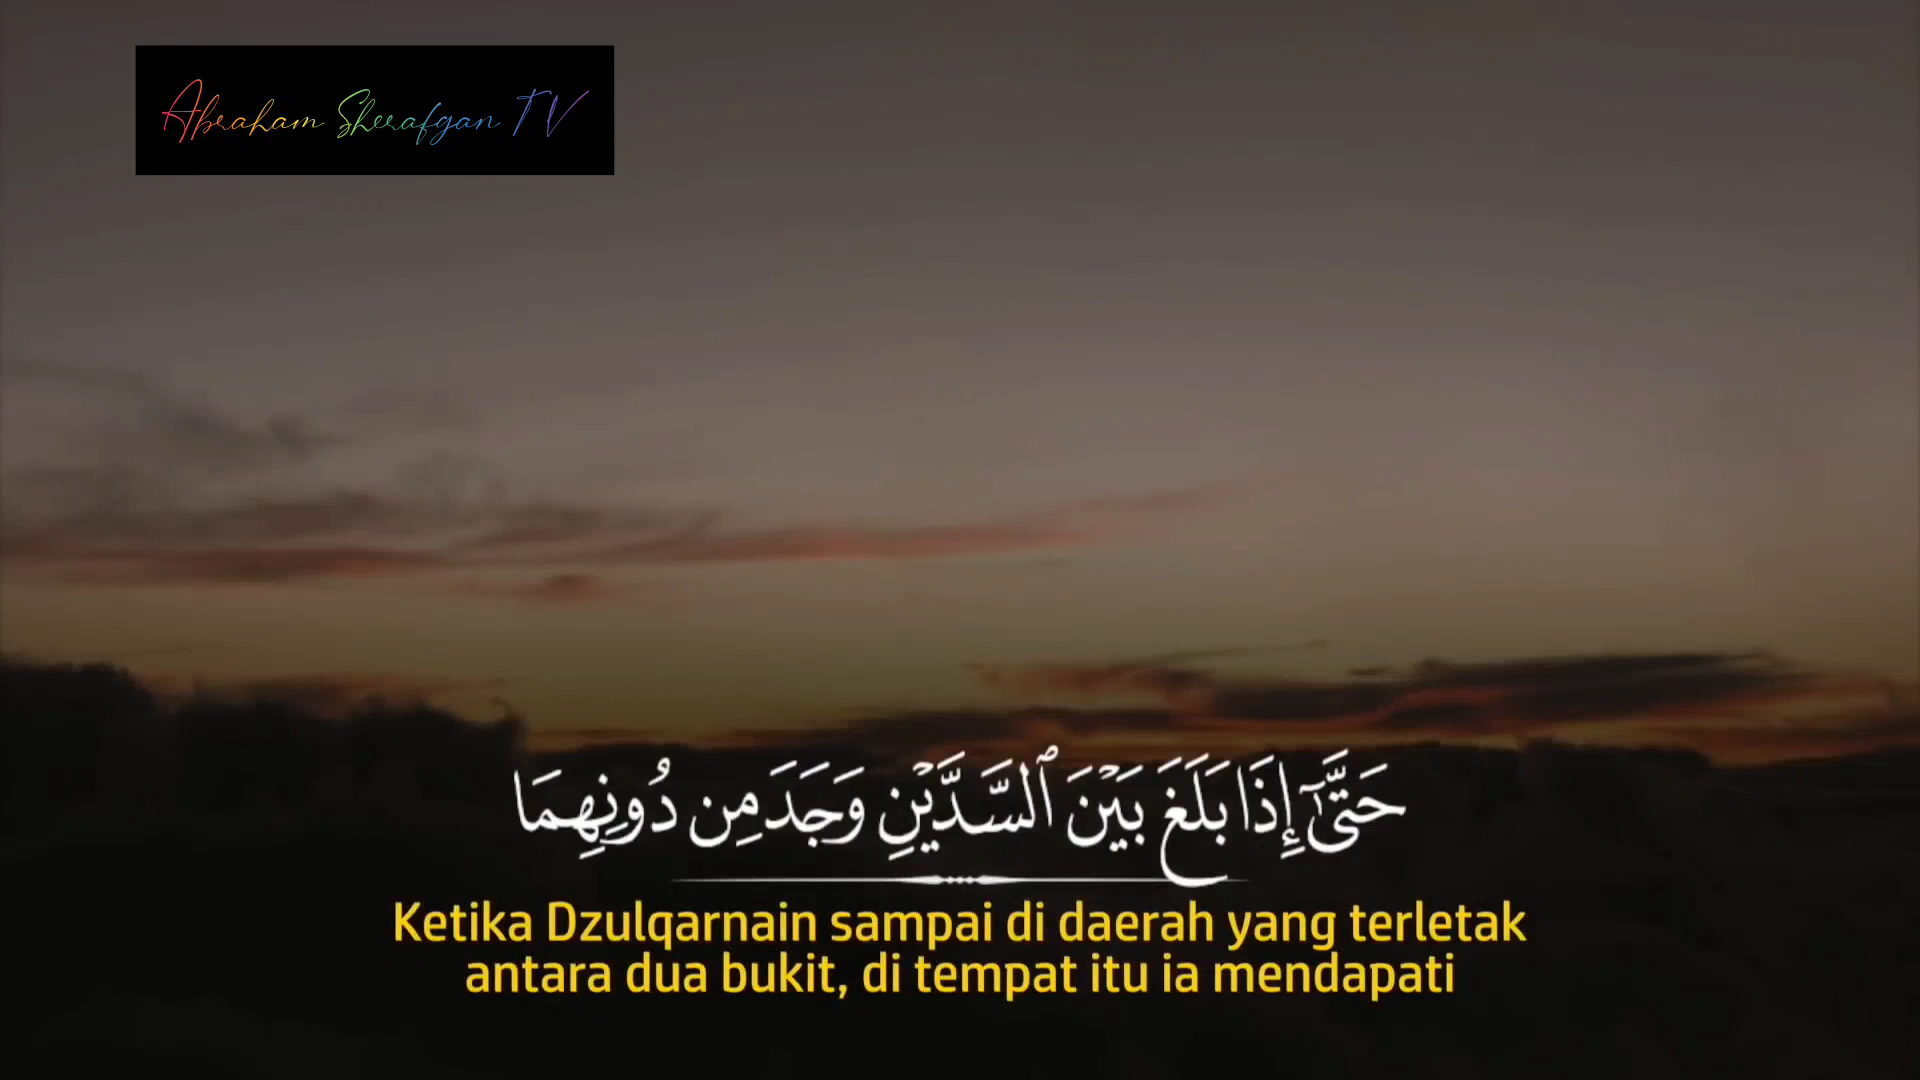 Abraham Sherafgan TV
حَتَّىٰٓ إِذَا بَلَغَ بَيْنَ ٱلسَّدَّيْنِ وَجَدَ مِن دُونِهِمَا
Ketika Dzulqarnain sampai di daerah yang terletak
antara dua bukit, di tempat itu ia mendapati